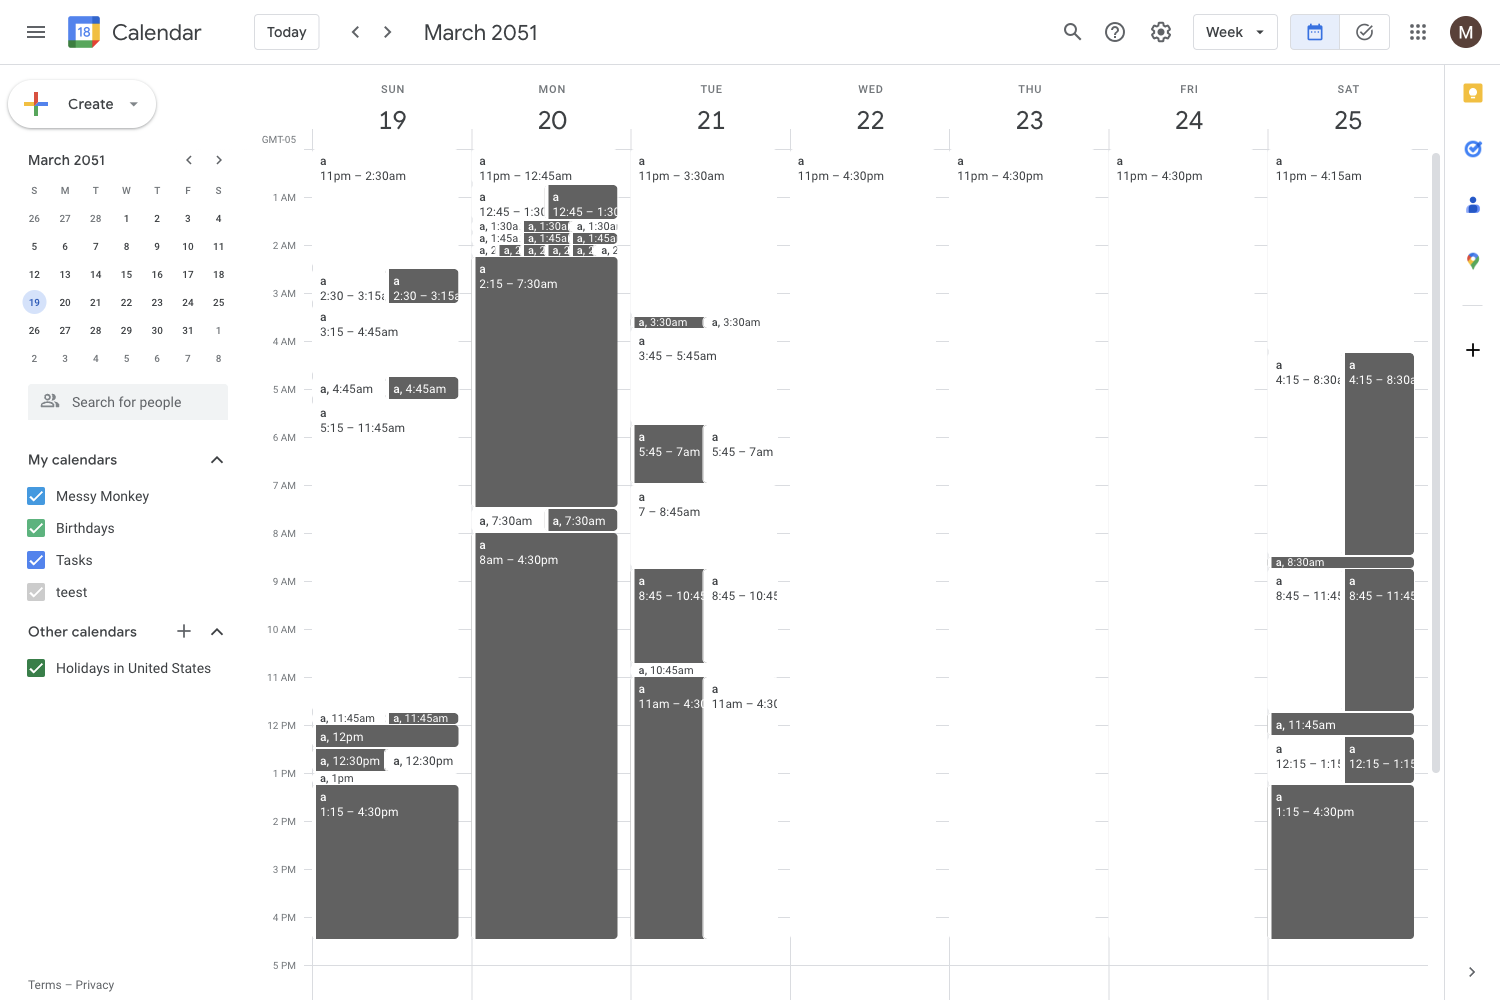 18 Calendar Today March 2051 Week M
Create
March 2051
S M T W T F S
26 27 28 1 2 3 4
5 6 7 8 9 10 11
12 13 14 15 16 17 18
19 20 21 22 23 24 25
26 27 28 29 30 31 1
2 3 4 5 6 7 8
Search for people
My calendars
Messy Monkey
Birthdays
Tasks
teest
Other calendars
Holidays in United States
Terms – Privacy
SUN MON TUE WED THU FRI SAT
19 20 21 22 23 24 25
GMT-05
1 AM
2 AM
3 AM
4 AM
5 AM
6 AM
7 AM
8 AM
9 AM
10 AM
11 AM
12 PM
1 PM
2 PM
3 PM
4 PM
5 PM
a
11pm – 2:30am
a
2:30 – 3:15a
a
2:30 – 3:15a
a
3:15 – 4:45am
a, 4:45am
a, 4:45am
a
5:15 – 11:45am
a, 11:45am
a, 11:45am
a, 12pm
a, 12:30pm
a, 12:30pm
a, 1pm
a
1:15 – 4:30pm
a
11pm – 12:45am
a
12:45 – 1:30
a
12:45 – 1:30
a, 1:30a
a, 1:30a
a, 1:30a
a, 1:45a
a, 1:45a
a, 1:45a
a, 2
a, 2
a, 2
a, 2
a, 2
a, 2
a
2:15 – 7:30am
a, 7:30am
a, 7:30am
a
8am – 4:30pm
a
11pm – 3:30am
a, 3:30am
a, 3:30am
a
3:45 – 5:45am
a
5:45 – 7am
a
5:45 – 7am
a
7 – 8:45am
a
8:45 – 10:45
a
8:45 – 10:45
a, 10:45am
a
11am – 4:30
a
11am – 4:30
a
11pm – 4:30pm
a
11pm – 4:30pm
a
11pm – 4:30pm
a
11pm – 4:15am
a
4:15 – 8:30a
a
4:15 – 8:30a
a, 8:30am
a
8:45 – 11:45
a
8:45 – 11:45
a, 11:45am
a
12:15 – 1:15
a
12:15 – 1:15
a
1:15 – 4:30pm